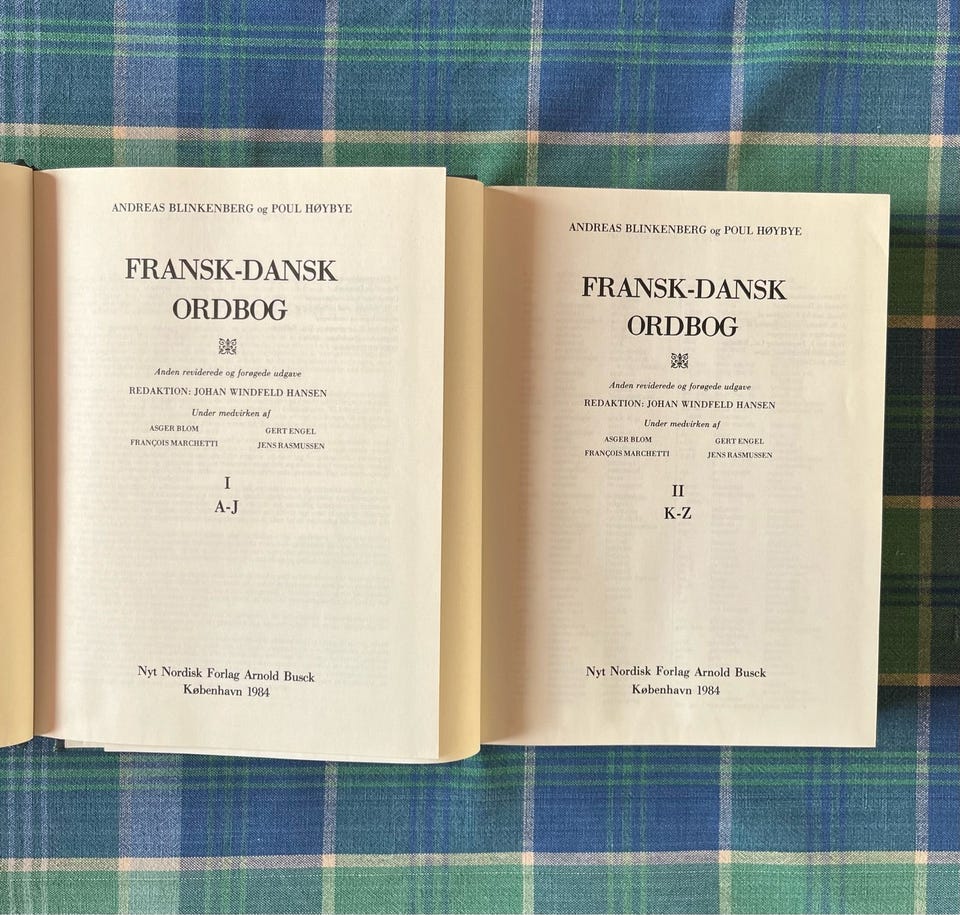 ANDREAS BLINKENBERG og POUL HØYBYE
FRANSK-DANSK
ORDBOG
Anden reviderede og forøgede udgave
REDAKTION: JOHAN WINDFELD HANSEN
Under medvirken af
ASGER BLOM GERT ENGEL
FRANÇOIS MARCHETTI JENS RASMUSSEN
I
A-J
Nyt Nordisk Forlag Arnold Busck
København 1984
ANDREAS BLINKENBERG og POUL HØYBYE
FRANSK-DANSK
ORDBOG
Anden reviderede og forøgede udgave
REDAKTION: JOHAN WINDFELD HANSEN
Under medvirken af
ASGER BLOM GERT ENGEL
FRANÇOIS MARCHETTI JENS RASMUSSEN
II
K-Z
Nyt Nordisk Forlag Arnold Busck
København 1984